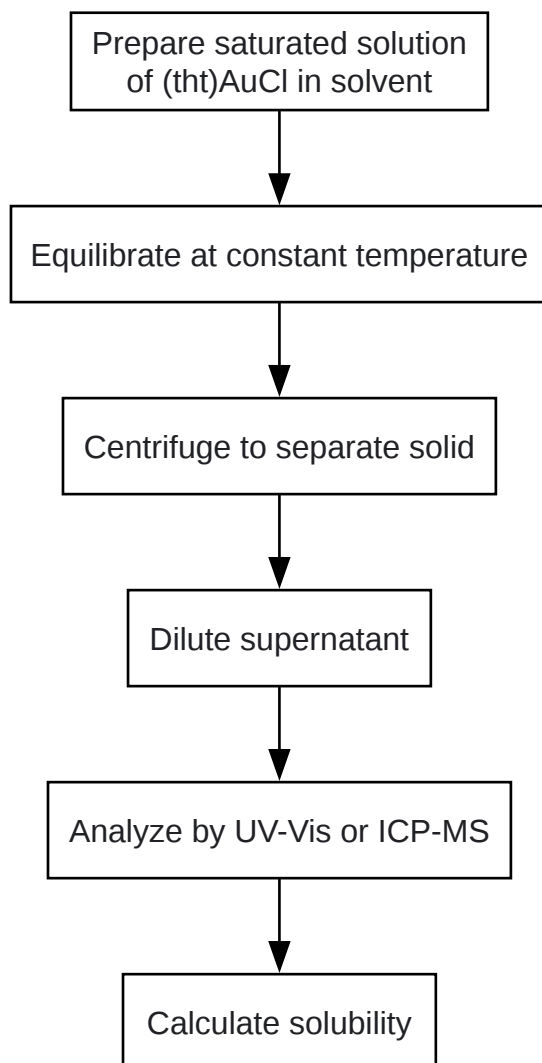 Prepare saturated solution
of (tht)AuCl in solvent
Equilibrate at constant temperature
Centrifuge to separate solid
Dilute supernatant
Analyze by UV-Vis or ICP-MS
Calculate solubility